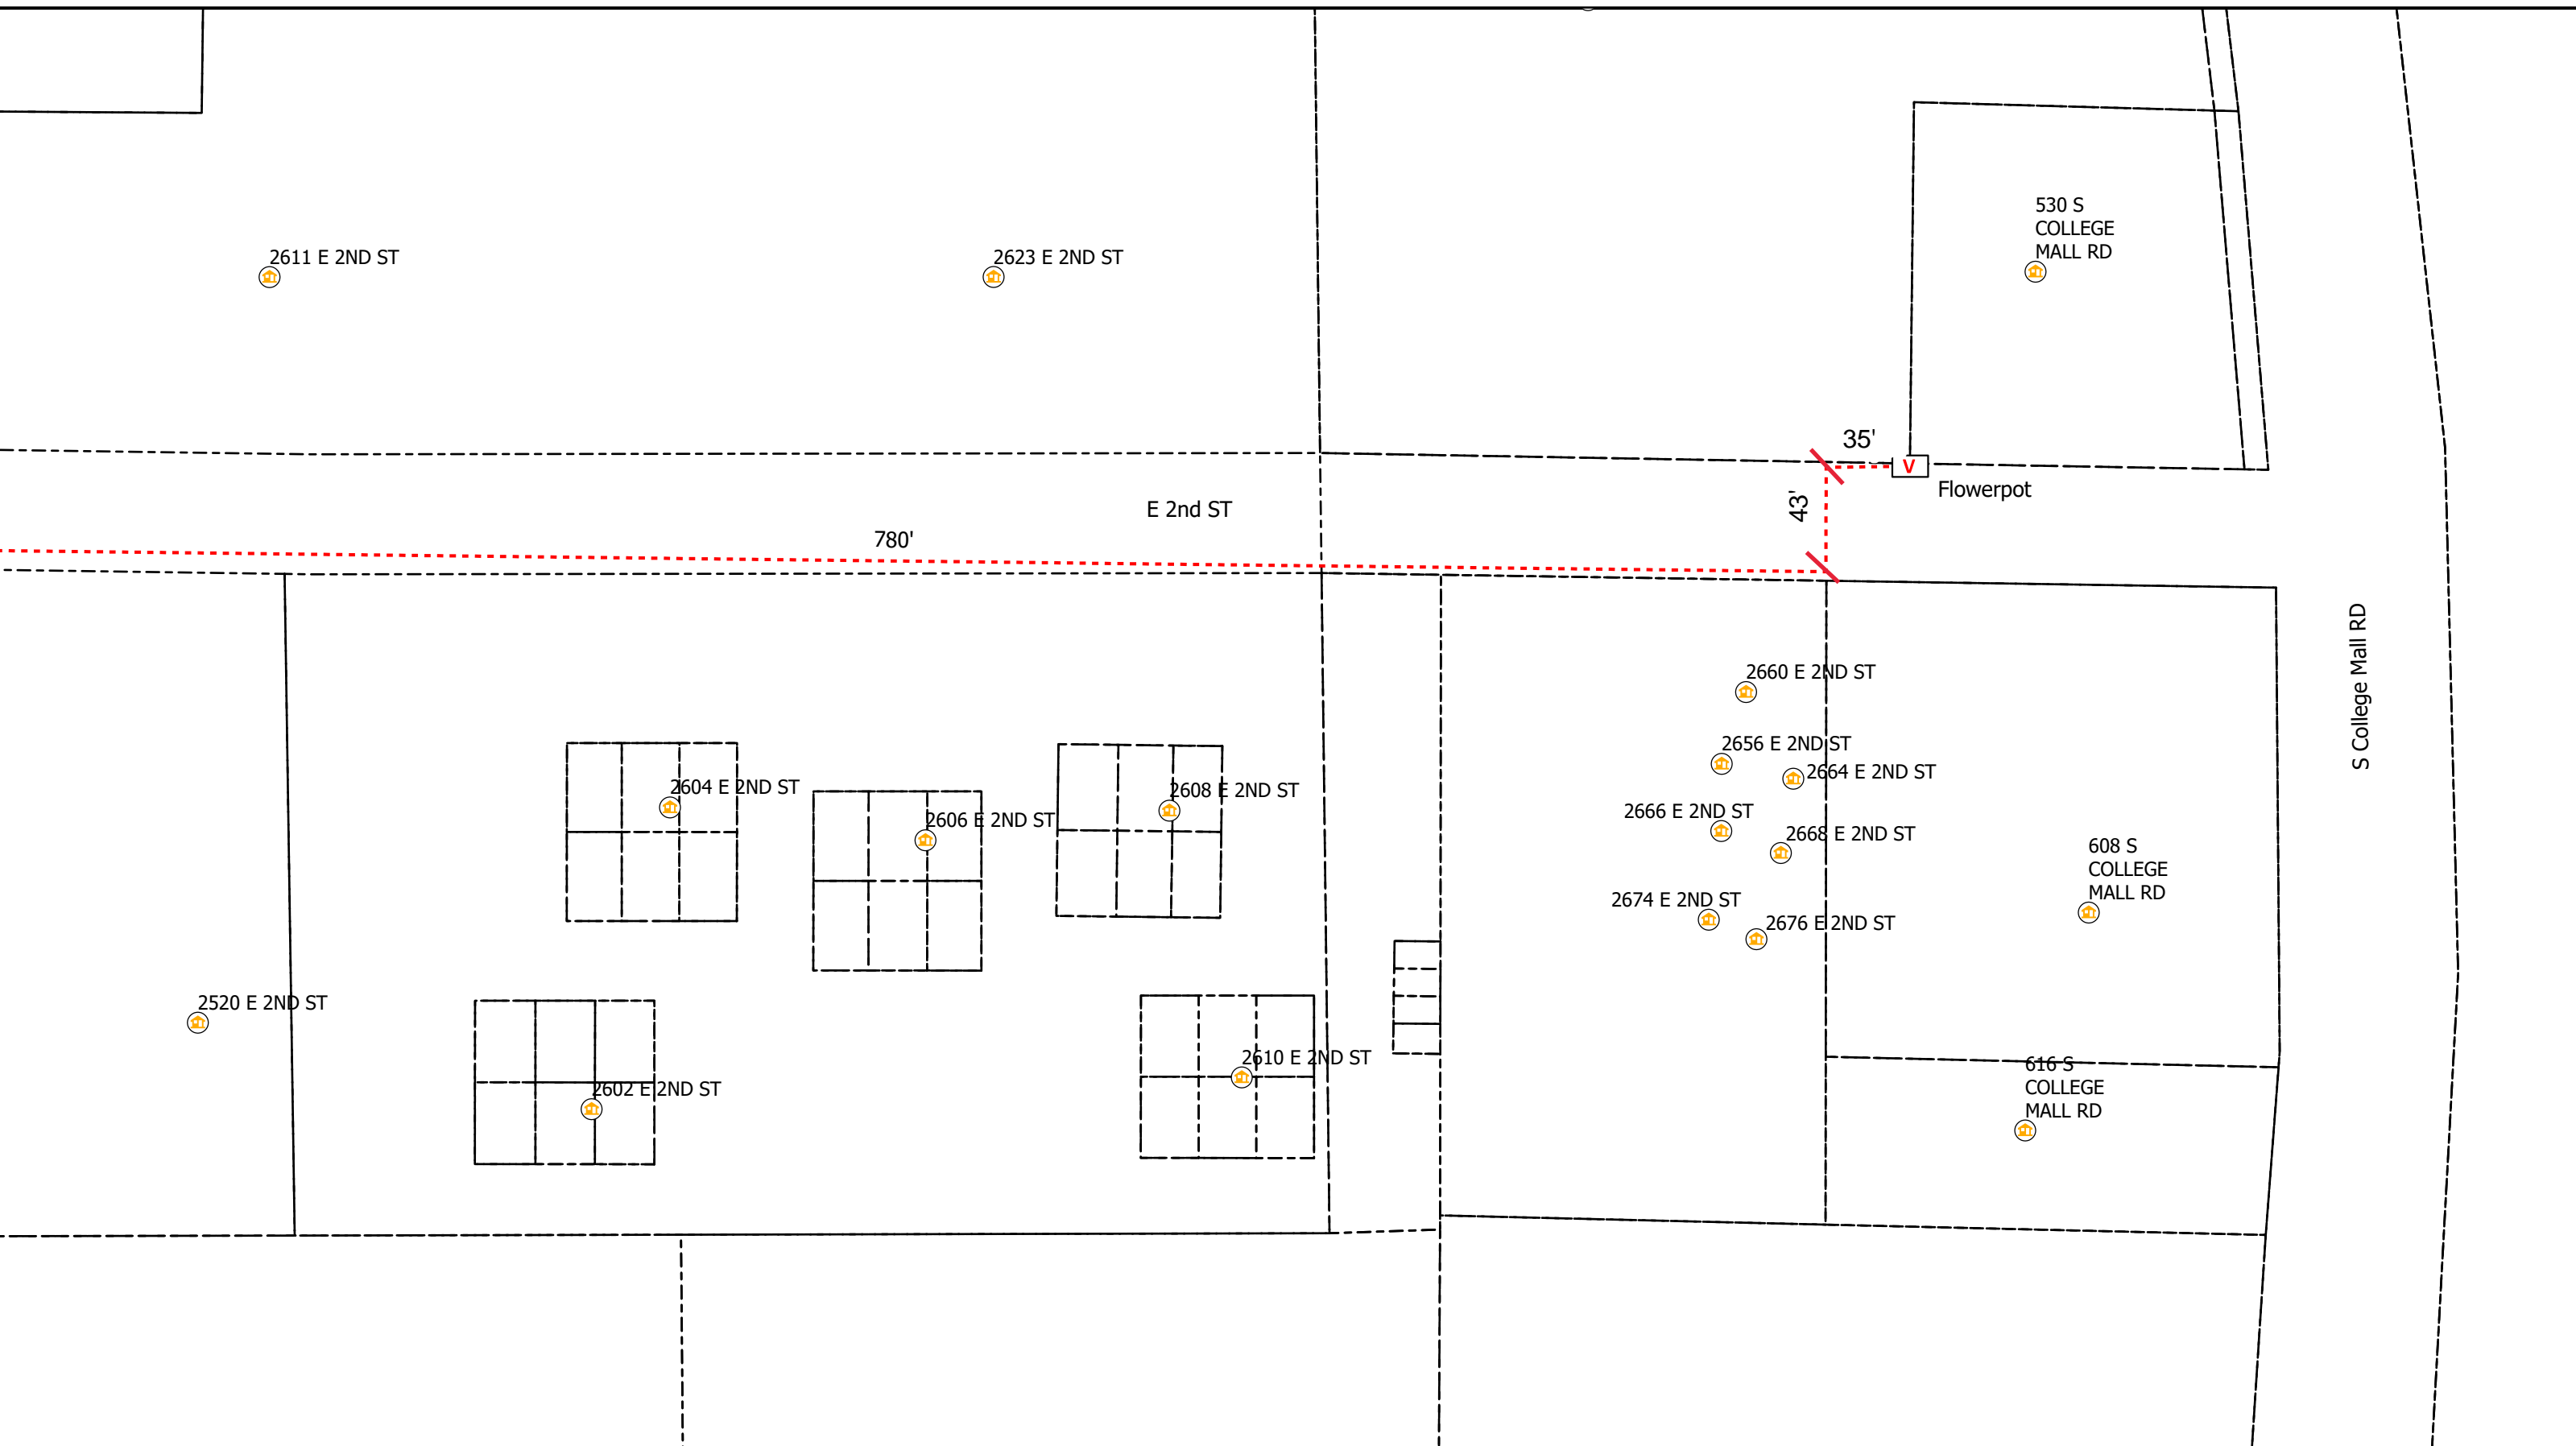 530 S
COLLEGE
MALL RD
2611 E 2ND ST
2623 E 2ND ST
35'
V
Flowerpot
43'
E 2nd ST
780'
S College Mall RD
2660 E 2ND ST
2656 E 2ND ST
2664 E 2ND ST
2604 E 2ND ST
2608 E 2ND ST
2666 E 2ND ST
2606 E 2ND ST
2668 E 2ND ST
608 S
COLLEGE
MALL RD
2674 E 2ND ST
2676 E 2ND ST
2520 E 2ND ST
2610 E 2ND ST
616 S
COLLEGE
MALL RD
2602 E 2ND ST